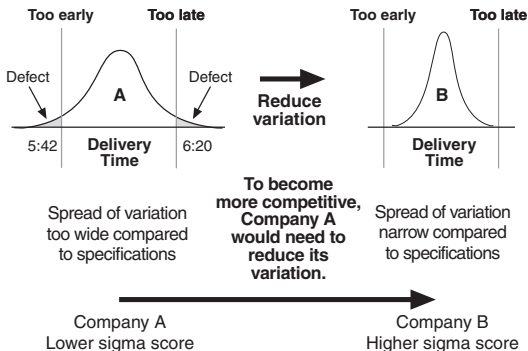 Too early
Too late
Defect
A
Defect
5:42
Delivery
Time
6:20
Reduce
variation
Too early
Too late
B
Delivery
Time
Spread of variation
too wide compared
to specifications
To become
more competitive,
Company A
would need to
reduce its
variation.
Spread of variation
narrow compared
to specifications
Company A
Lower sigma score
Company B
Higher sigma score